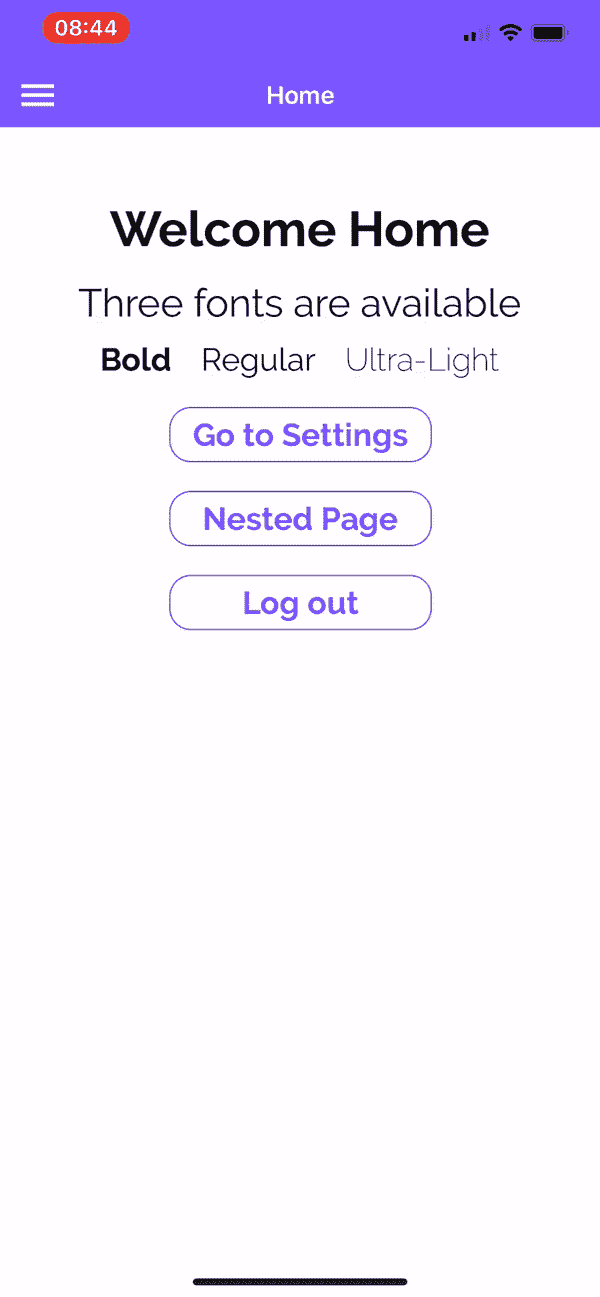 08:44
Home
Welcome Home
Three fonts are available
Bold Regular Ultra-Light
Go to Settings
Nested Page
Log out